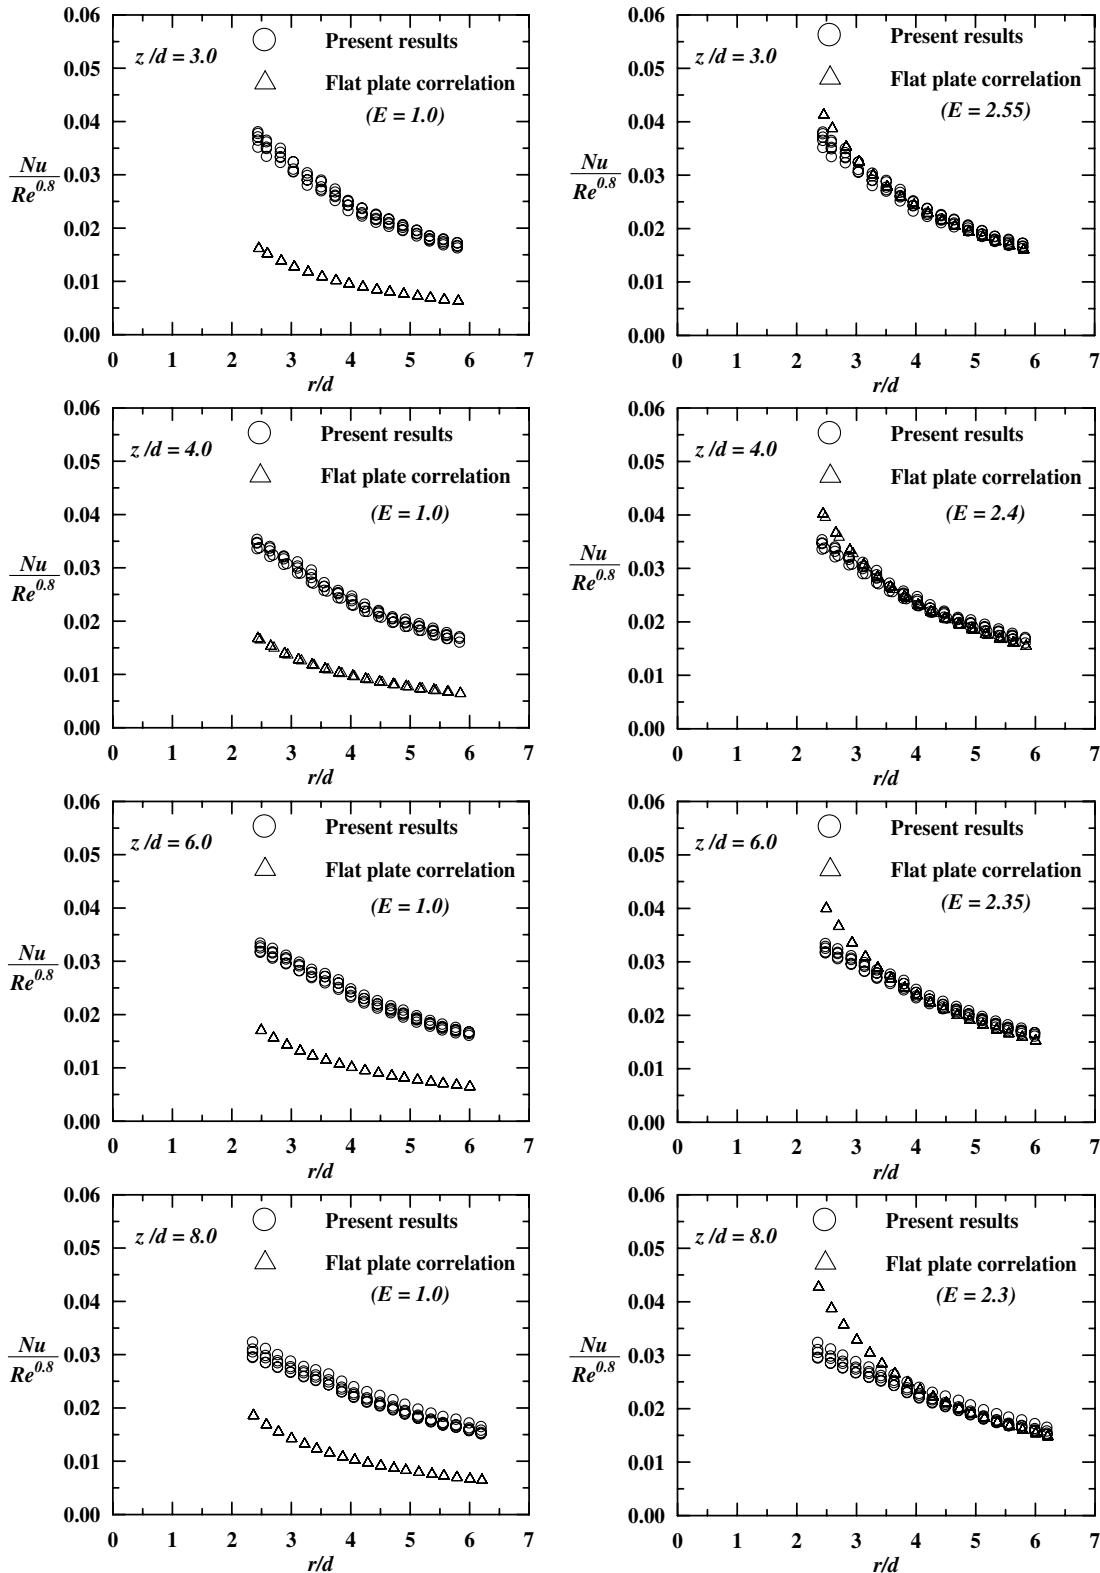 0.06
0.05
0.04
0.03
0.02
0.01
0.00
Nu
Re^0.8
z/d = 3.0
Present results
Flat plate correlation
(E = 1.0)
0 1 2 3 4 5 6 7
r/d
0.06
0.05
0.04
0.03
0.02
0.01
0.00
Nu
Re^0.8
z/d = 3.0
Present results
Flat plate correlation
(E = 2.55)
0 1 2 3 4 5 6 7
r/d
0.06
0.05
0.04
0.03
0.02
0.01
0.00
Nu
Re^0.8
z/d = 4.0
Present results
Flat plate correlation
(E = 1.0)
0 1 2 3 4 5 6 7
r/d
0.06
0.05
0.04
0.03
0.02
0.01
0.00
Nu
Re^0.8
z/d = 4.0
Present results
Flat plate correlation
(E = 2.4)
0 1 2 3 4 5 6 7
r/d
0.06
0.05
0.04
0.03
0.02
0.01
0.00
Nu
Re^0.8
z/d = 6.0
Present results
Flat plate correlation
(E = 1.0)
0 1 2 3 4 5 6 7
r/d
0.06
0.05
0.04
0.03
0.02
0.01
0.00
Nu
Re^0.8
z/d = 6.0
Present results
Flat plate correlation
(E = 2.35)
0 1 2 3 4 5 6 7
r/d
0.06
0.05
0.04
0.03
0.02
0.01
0.00
Nu
Re^0.8
z/d = 8.0
Present results
Flat plate correlation
(E = 1.0)
0 1 2 3 4 5 6 7
r/d
0.06
0.05
0.04
0.03
0.02
0.01
0.00
Nu
Re^0.8
z/d = 8.0
Present results
Flat plate correlation
(E = 2.3)
0 1 2 3 4 5 6 7
r/d